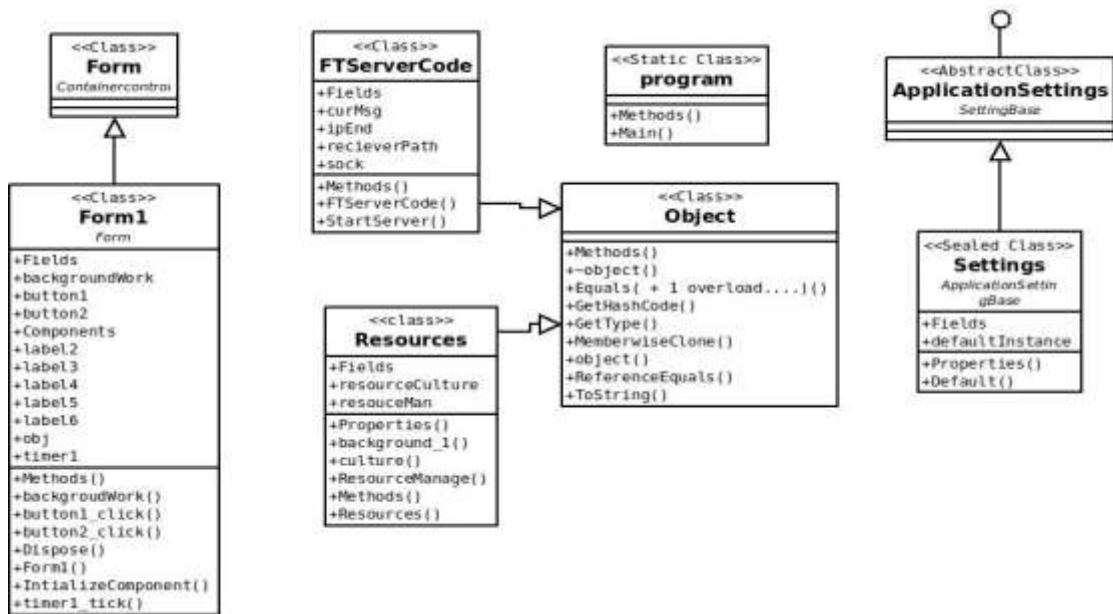 <<Class>>
Form
Containercontrol
<<Class>>
Form1
Form
+Fields
+backgroundWork
+button1
+button2
+Components
+label2
+label3
+label4
+label5
+label6
+obj
+timer1
+Methods()
+backgroudWork()
+button1_click()
+button2_click()
+Dispose()
+Form1()
+IntializeComponent()
+timer1_tick()
<<Class>>
FTServerCode
+Fields
+curMsg
+ipEnd
+recieverPath
+sock
+Methods()
+FTServerCode()
+StartServer()
<<class>>
Resources
+Fields
+resourceCulture
+resouceMan
+Properties()
+background_1()
+culture()
+ResourceManage()
+Methods()
+Resources()
<<Static Class>>
program
+Methods()
+Main()
<<Class>>
Object
+Methods()
+~object()
+Equals( + 1 overload....)()
+GetHashCode()
+GetType()
+MemberwiseClone()
+object()
+ReferenceEquals()
+ToString()
<<AbstractClass>>
ApplicationSettings
SettingBase
<<Sealed Class>>
Settings
ApplicationSettin
gBase
+Fields
+defaultInstance
+Properties()
+Default()